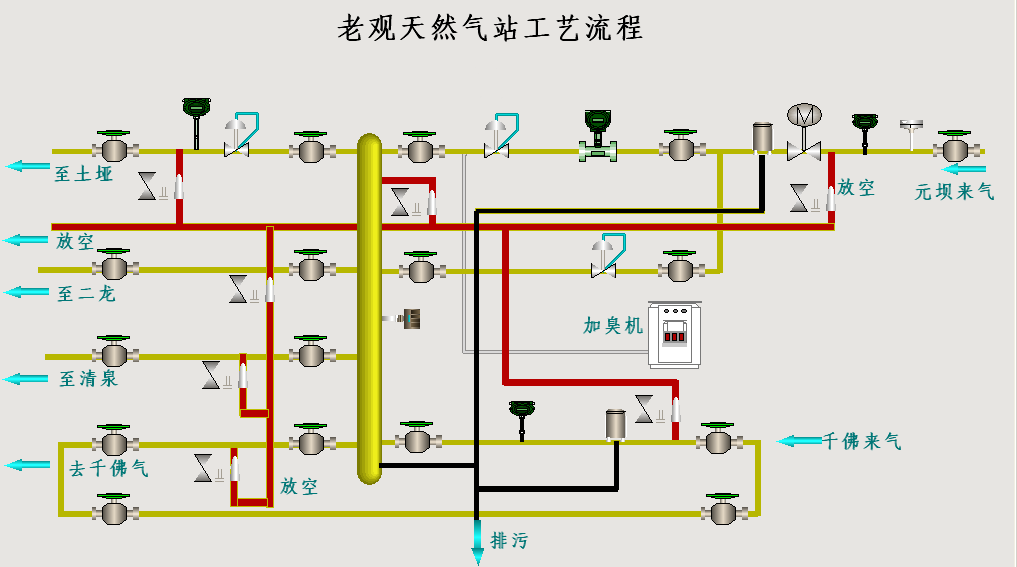 老观天然气站工艺流程
至土垭
放空
元坝来气
放空
至二龙
加臭机
至清泉
千佛来气
去千佛气
放空
排污